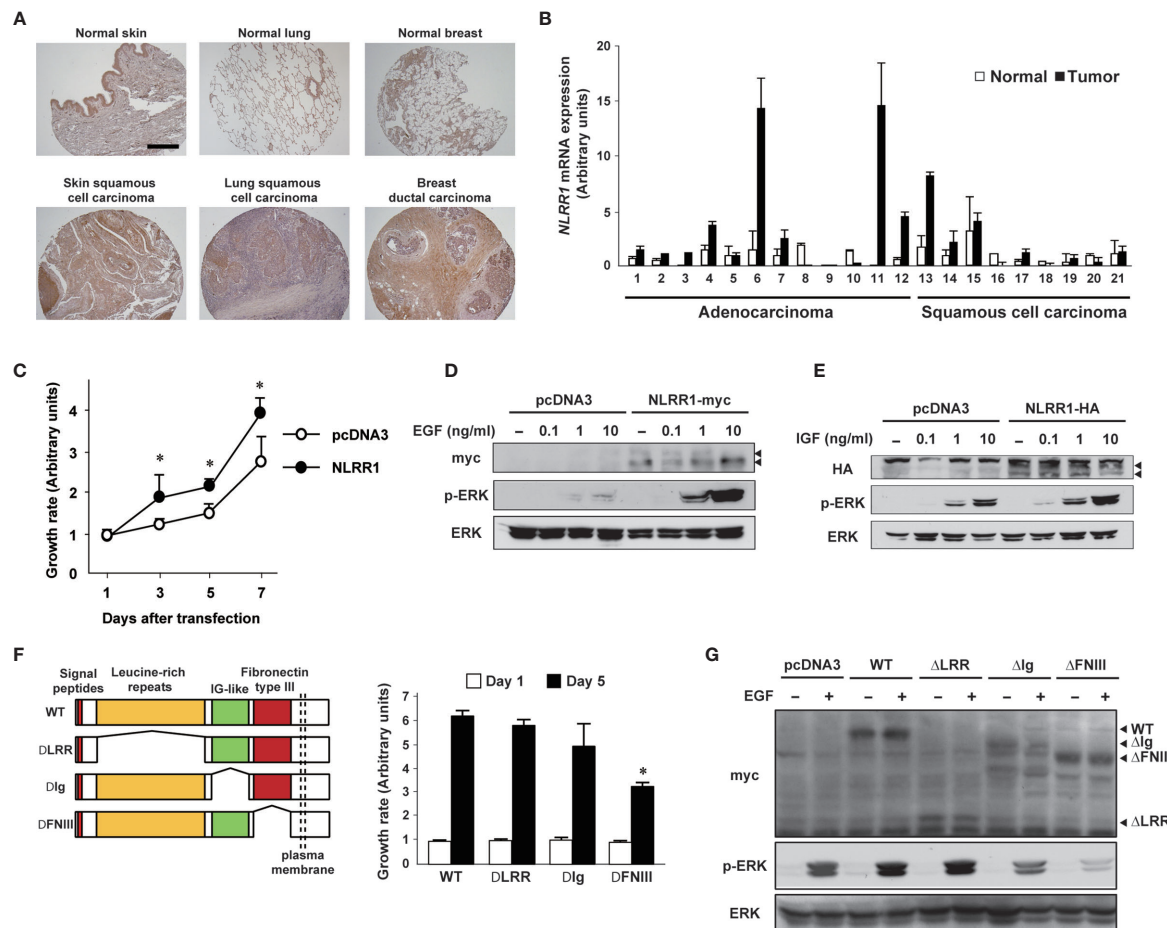 A
Normal skin
Normal lung
Normal breast
Skin squamous
cell carcinoma
Lung squamous
cell carcinoma
Breast
ductal carcinoma
B
NLRR1 mRNA expression
(Arbitrary units)
20
15
10
5
0
Normal
Tumor
1 2 3 4 5 6 7 8 9 10 11 12 13 14 15 16 17 18 19 20 21
Adenocarcinoma
Squamous cell carcinoma
C
Growth rate (Arbitrary units)
4
3
2
1
0
*
*
*
pcDNA3
NLRR1
1 3 5 7
Days after transfection
D
pcDNA3
NLRR1-myc
EGF (ng/ml)
– 0.1 1 10 – 0.1 1 10
myc
p-ERK
ERK
E
pcDNA3
NLRR1-HA
IGF (ng/ml)
– 0.1 1 10 – 0.1 1 10
HA
p-ERK
ERK
F
Signal
peptides
Leucine-rich
repeats
IG-like
Fibronectin
type III
WT
DLRR
DIg
DFNIII
plasma
membrane
Growth rate (Arbitrary units)
7
6
5
4
3
2
1
0
Day 1
Day 5
*
WT DLRR DIg DFNIII
G
pcDNA3 WT ΔLRR ΔIg ΔFNIII
EGF – + – + – + – + – +
myc
WT
ΔIg
ΔFNIII
ΔLRR
p-ERK
ERK